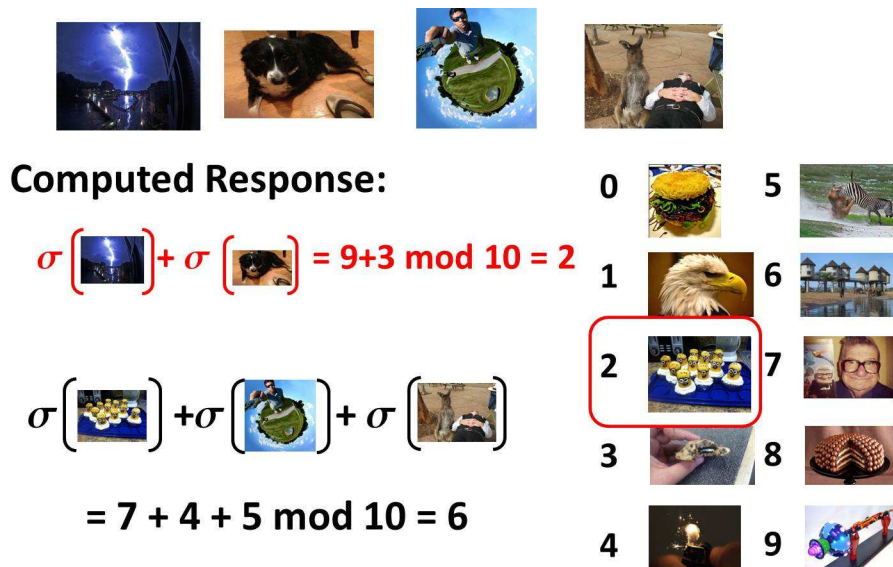 Computed Response:
σ ( ) + σ ( ) = 9+3 mod 10 = 2
σ ( ) +σ ( ) + σ ( )
= 7 + 4 + 5 mod 10 = 6
0 5
1 6
2 7
3 8
4 9